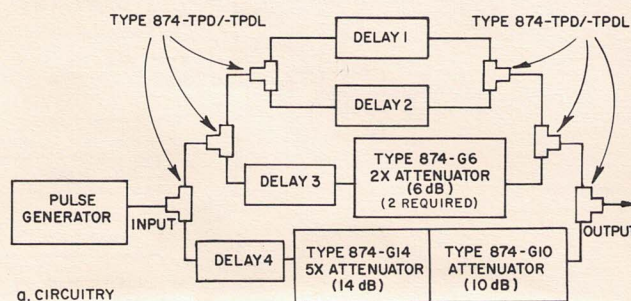 TYPE 874-TPD/-TPDL
TYPE 874-TPD/-TPDL
DELAY 1
DELAY 2
DELAY 3
TYPE 874-G6
2X ATTENUATOR
(6 dB)
(2 REQUIRED)
PULSE
GENERATOR
INPUT
OUTPUT
DELAY 4
TYPE 874-G14
5X ATTENUATOR
(14 dB)
TYPE 874-G10
ATTENUATOR
(10 dB)
a. CIRCUITRY